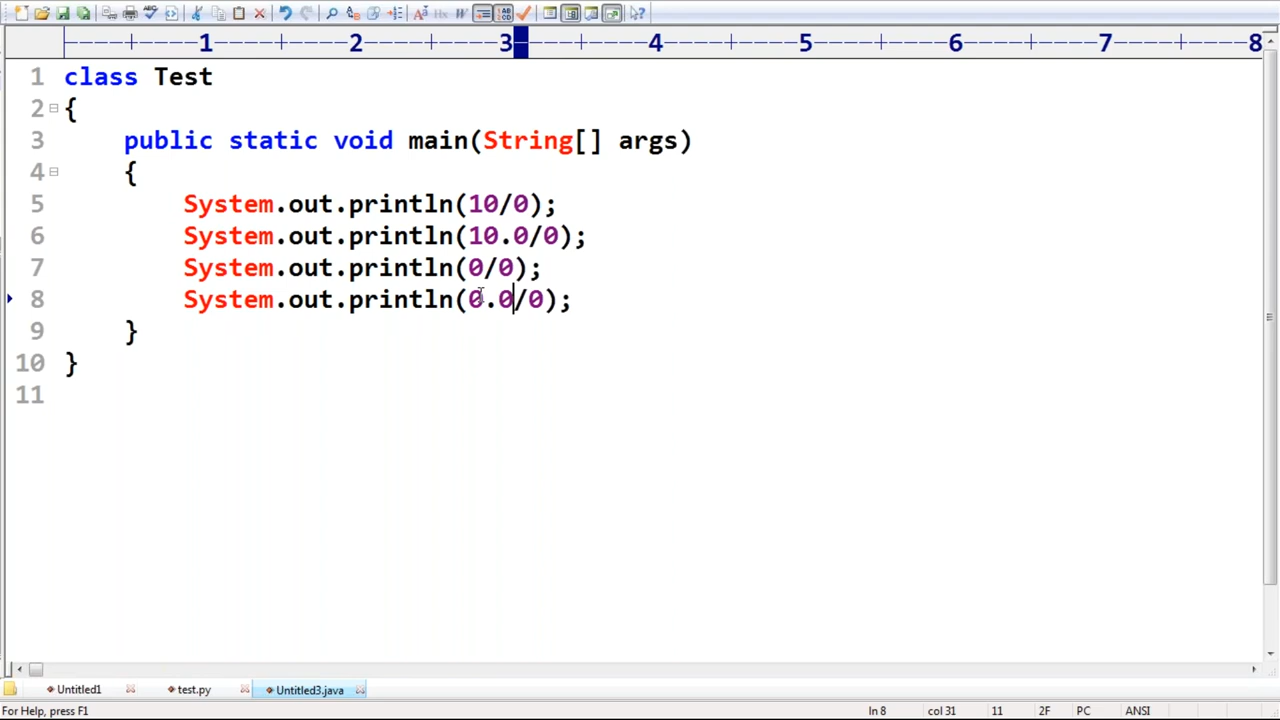 1 2 3 4 5 6 7 8
1 class Test
2 {
3 public static void main(String[] args)
4 {
5 System.out.println(10/0);
6 System.out.println(10.0/0);
7 System.out.println(0/0);
8 System.out.println(0.0/0);
9 }
10 }
11
Untitled1 test.py Untitled3.java
For Help, press F1 ln 8 col 31 11 2F PC ANSI